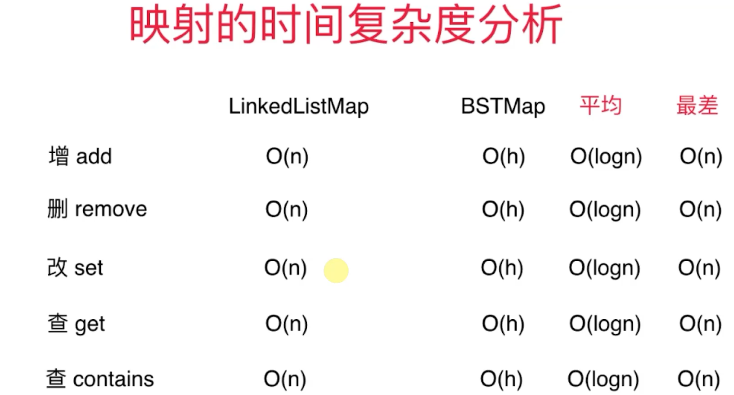 映射的时间复杂度分析
LinkedListMap BSTMap 平均 最差
增 add O(n) O(h) O(logn) O(n)
删 remove O(n) O(h) O(logn) O(n)
改 set O(n) O(h) O(logn) O(n)
查 get O(n) O(h) O(logn) O(n)
查 contains O(n) O(h) O(logn) O(n)